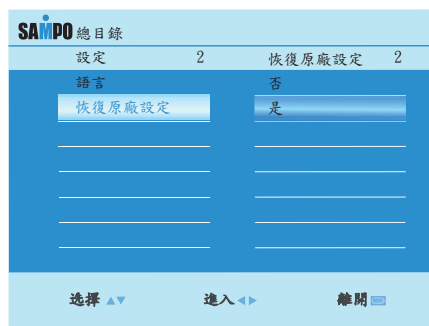 SAMPO 總目錄
設定 2 恢復原廠設定 2
語言 否
恢復原廠設定 是
选擇 ▲▼ 進入 ◀▶ 離開